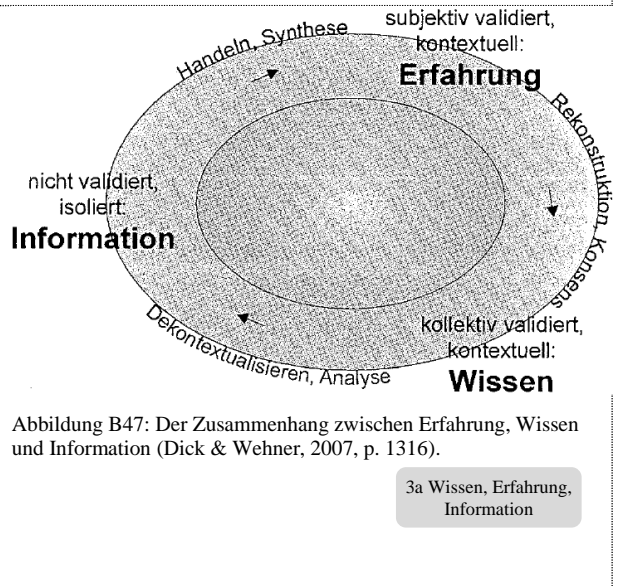 Handeln, Synthese
subjektiv validiert,
kontextuell:
Erfahrung
Rekonstruktion, Konsens
nicht validiert,
isoliert:
Information
kollektiv validiert,
kontextuell:
Wissen
Dekontextualisieren, Analyse
Abbildung B47: Der Zusammenhang zwischen Erfahrung, Wissen
und Information (Dick & Wehner, 2007, p. 1316).
3a Wissen, Erfahrung,
Information